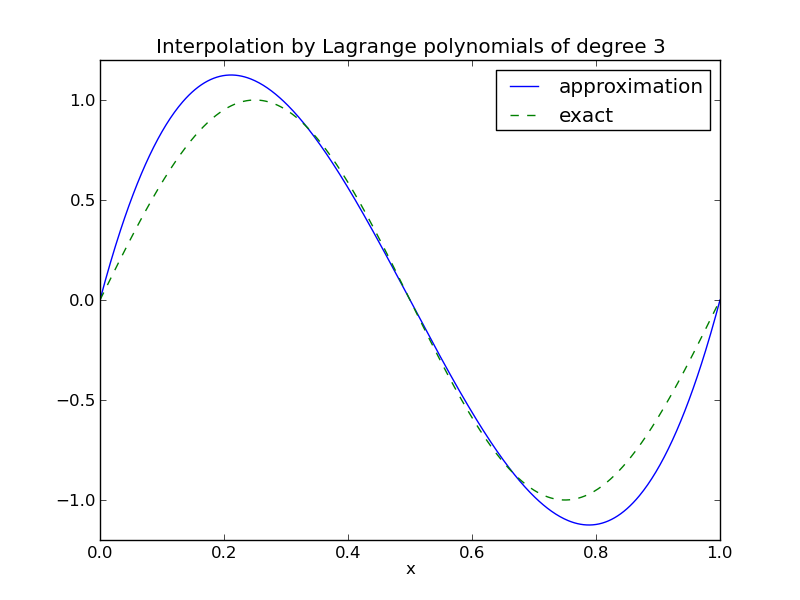 Interpolation by Lagrange polynomials of degree 3
approximation
exact
1.0
0.5
0.0
−0.5
−1.0
0.0 0.2 0.4 0.6 0.8 1.0
x